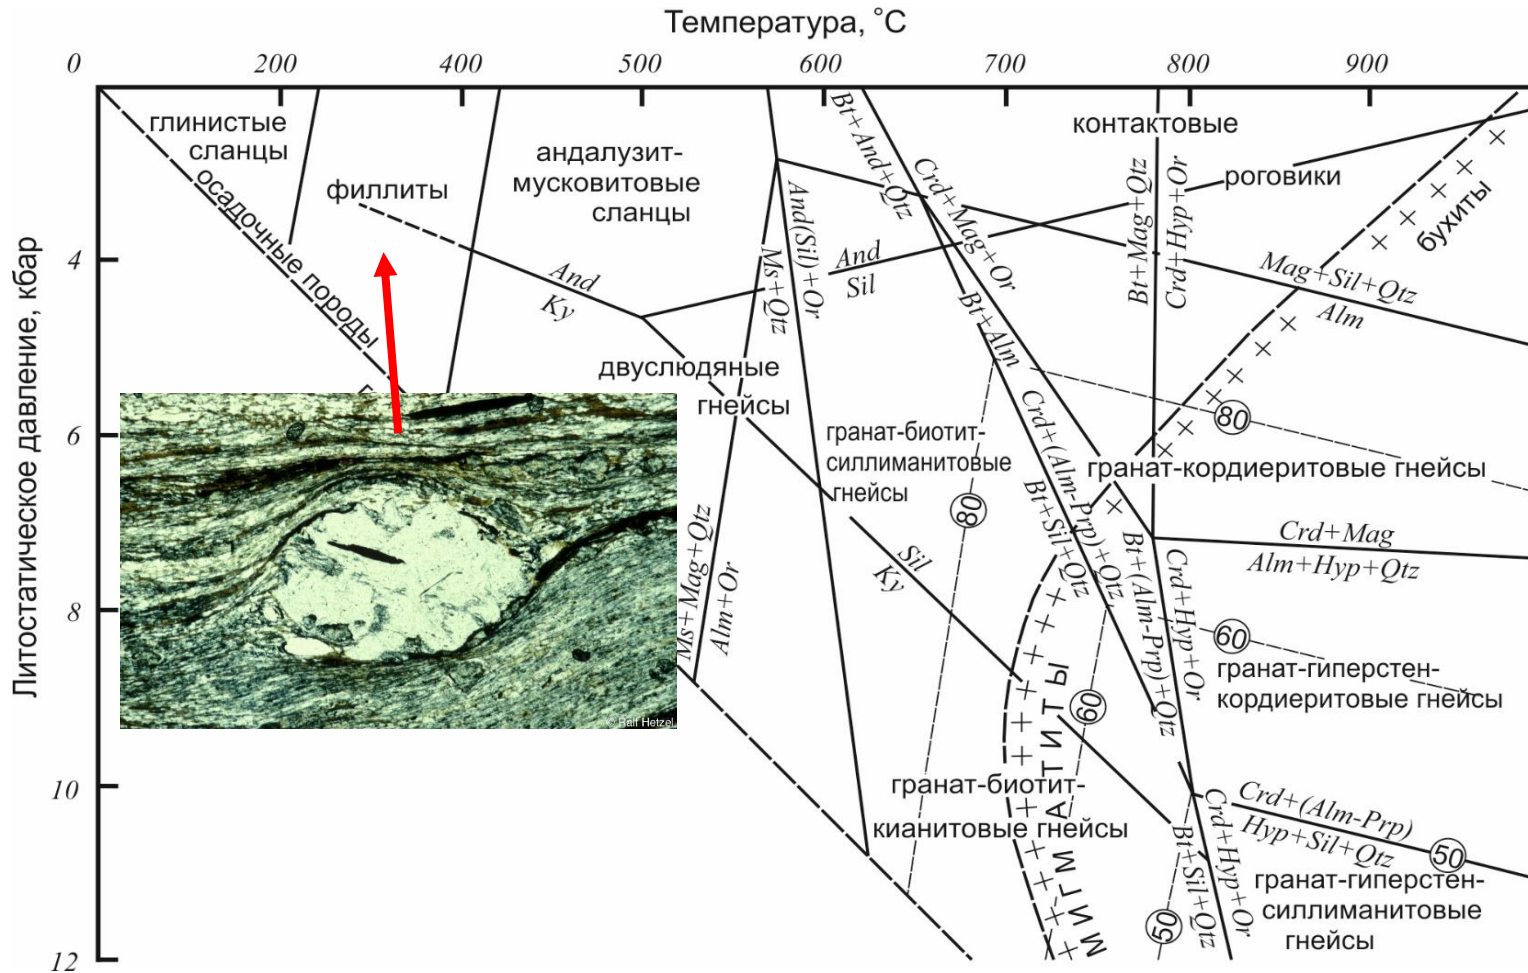 Температура, °C
0 200 400 500 600 700 800 900
Литостатическое давление, кбар
4
6
8
10
12
глинистые
сланцы
осадочные породы
филлиты
андалузит-
мусковитовые
сланцы
And
Ky
двуслюдяные
гнейсы
Ms+Qtz
And(Sil)+Or
Bt+And+Qtz
Crd+Mag+Or
And
Sil
контактовые
роговики
Bt+Mag+Qtz
Crd+Hyp+Or
бухиты
Mag+Sil+Qtz
Alm
Bt+Alm
Crd+(Alm-Prp)+Qtz,
Bt+Sil+Qtz
80
80
гранат-биотит-
силлиманитовые
гнейсы
гранат-кордиеритовые гнейсы
Ms+Mag+Qtz
Alm+Or
Sil
Ky
Crd+Mag
Alm+Hyp+Qtz
Bt+(Alm-Prp)+Qtz
Crd+Hyp+Or
60
60
гранат-гиперстен-
кордиеритовые гнейсы
МИГМАТИТЫ
гранат-биотит-
кианитовые гнейсы
Crd+(Alm-Prp)
Hyp+Sil+Qtz
50
50
Bt+Sil+Qtz
Crd+Hyp+Or
гранат-гиперстен-
силлиманитовые
гнейсы
© Ralf Hetzel